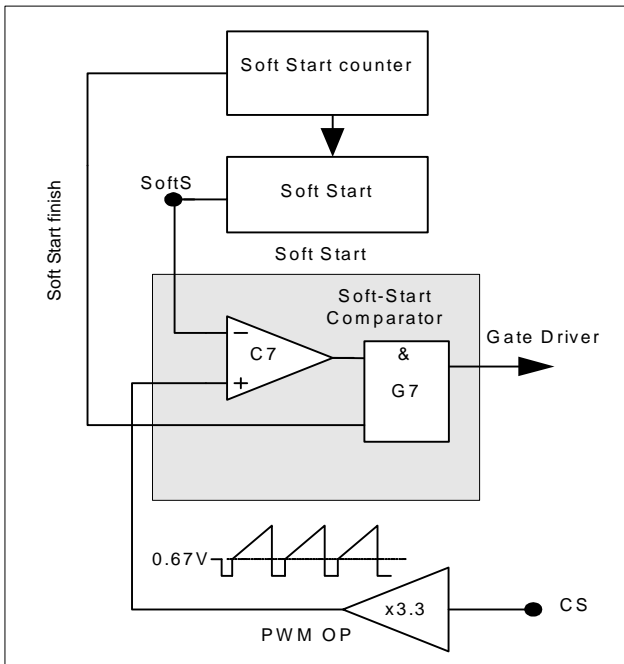 Soft Start counter
Soft Start finish
SoftS
Soft Start
Soft Start
Soft-Start
Comparator
Gate Driver
−
C7
+
&
G7
0.67V
x3.3
CS
PWM OP